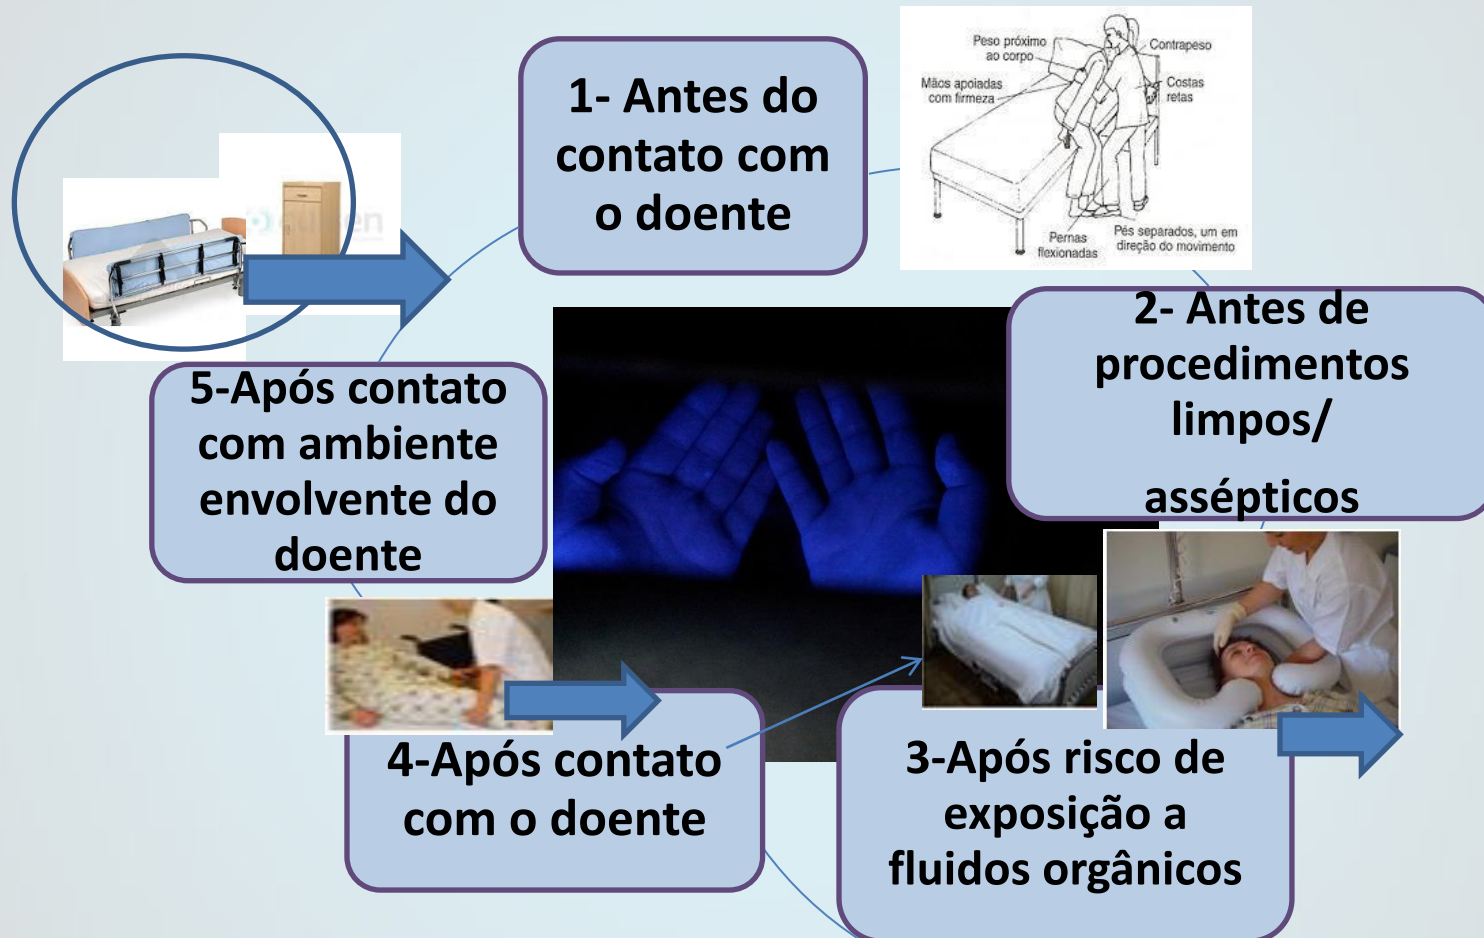 1- Antes do
contato com
o doente
Peso próximo
ao corpo
Contrapeso
Mãos apoiadas
com firmeza
Costas
retas
Pernas
flexionadas
Pés separados, um em
direção do movimento
2- Antes de
procedimentos
limpos/
assépticos
3-Após risco de
exposição a
fluidos orgânicos
4-Após contato
com o doente
5-Após contato
com ambiente
envolvente do
doente